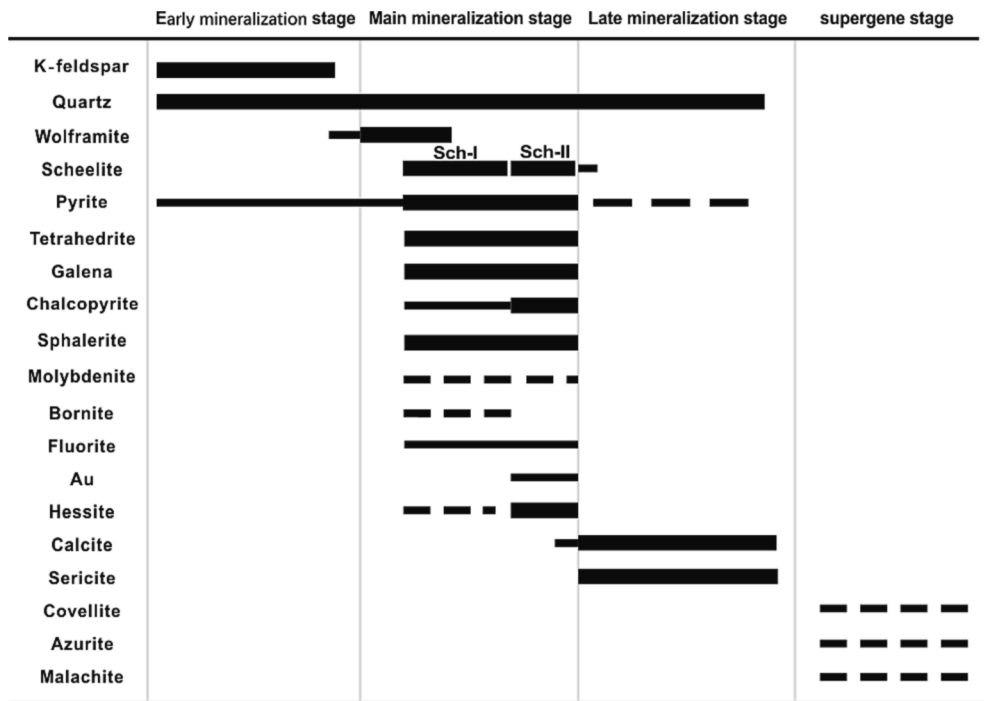 Early mineralization stage Main mineralization stage Late mineralization stage supergene stage
K-feldspar
Quartz
Wolframite
Sch-I Sch-II
Scheelite
Pyrite
Tetrahedrite
Galena
Chalcopyrite
Sphalerite
Molybdenite
Bornite
Fluorite
Au
Hessite
Calcite
Sericite
Covellite
Azurite
Malachite